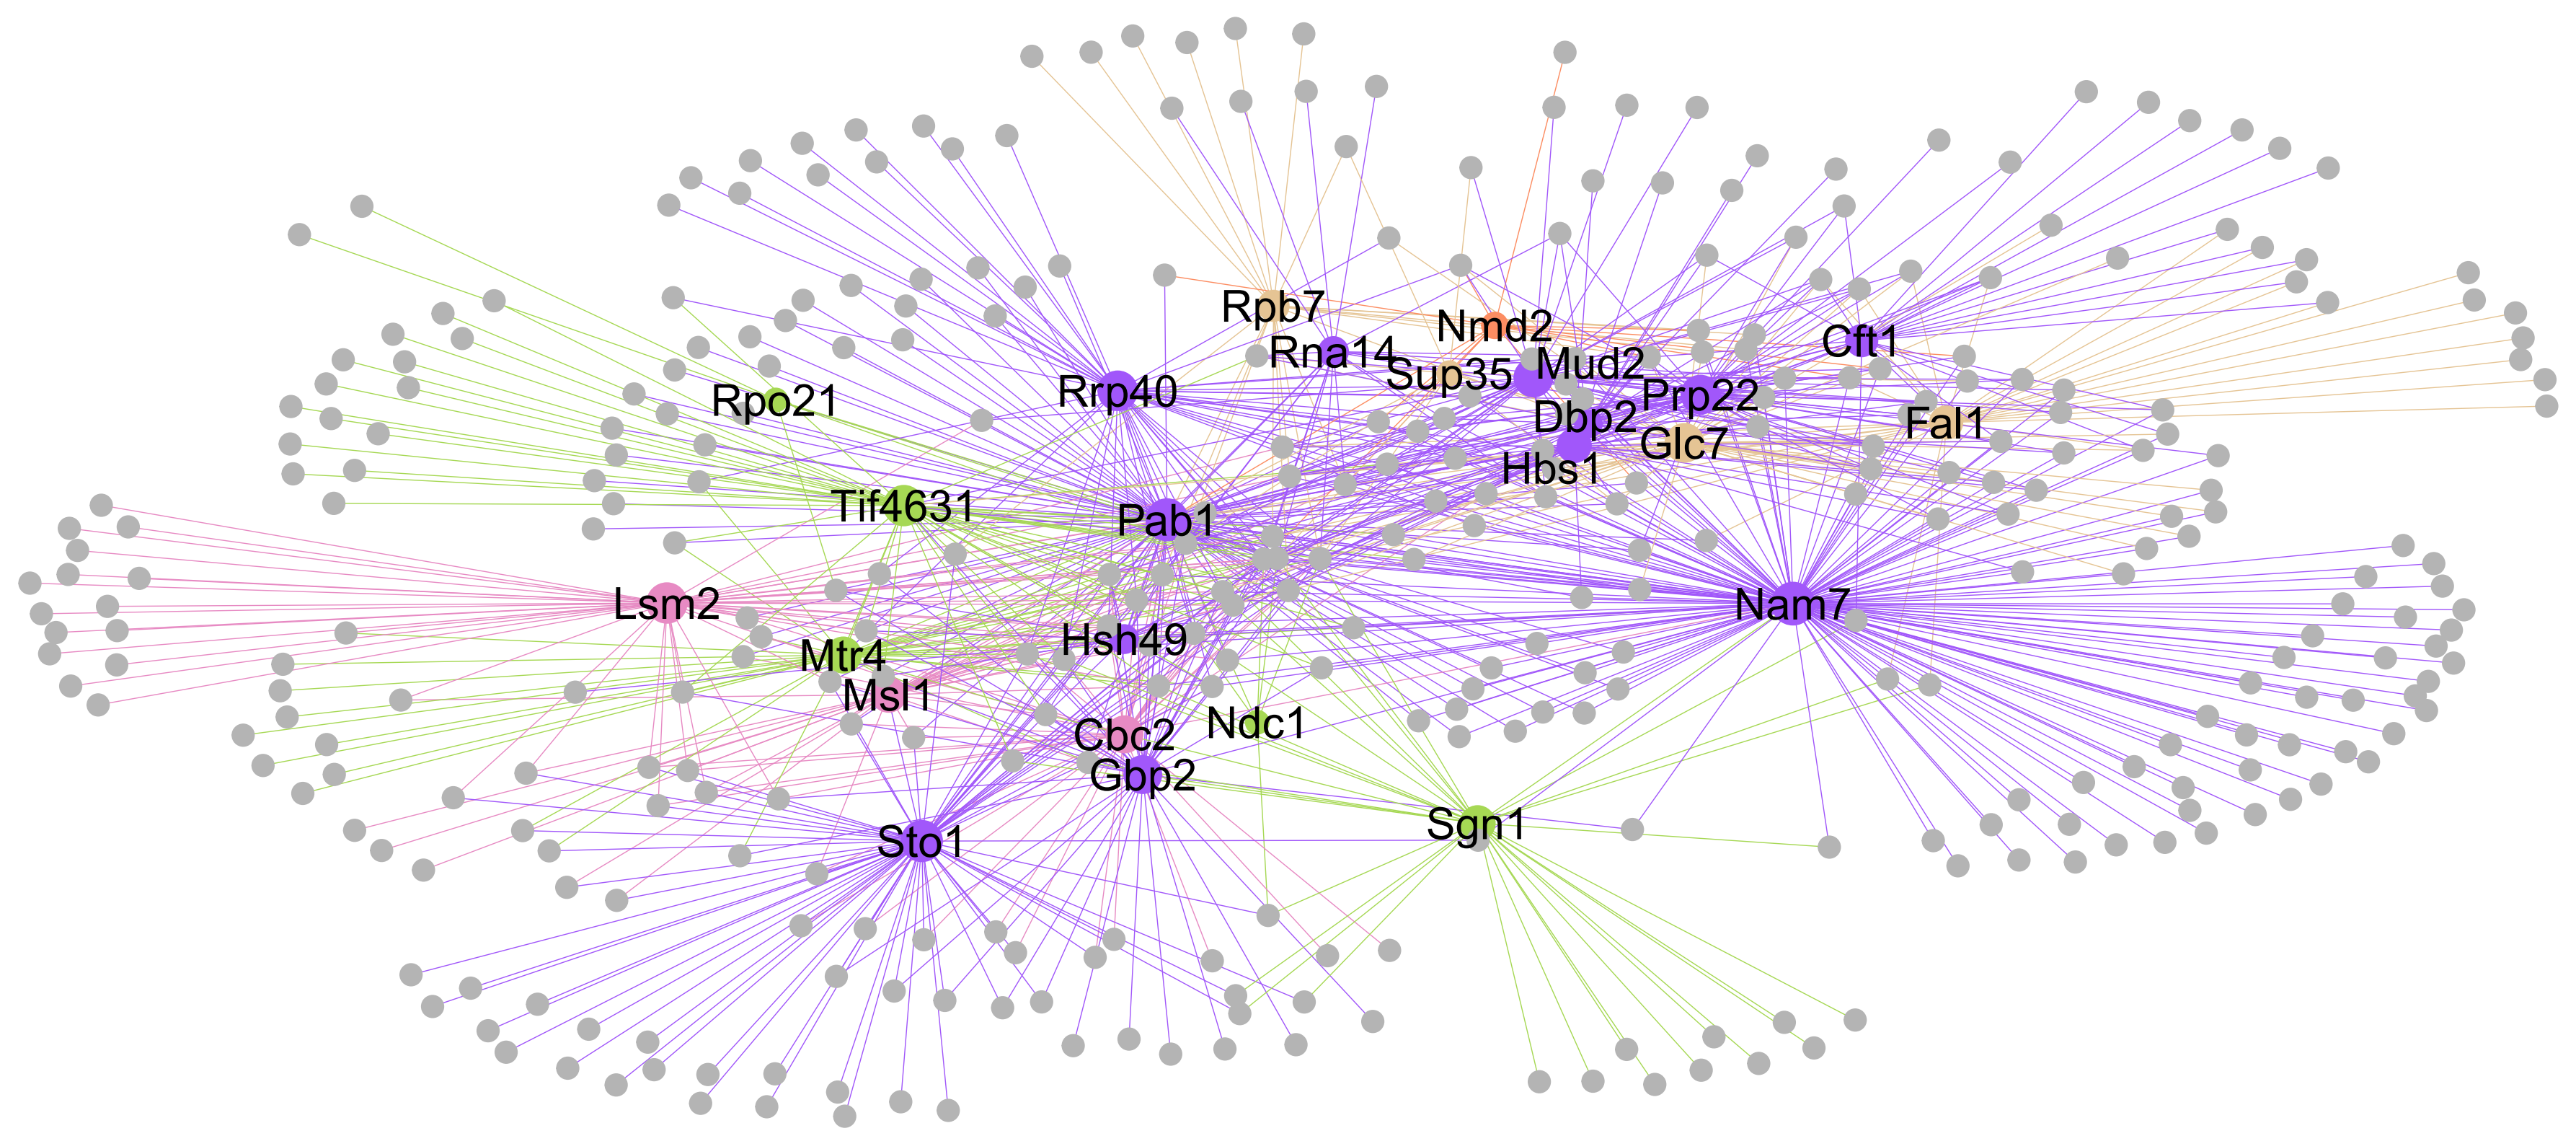 Rpb7
Nmd2
Rna14
Cft1
Mud2
Sup35
Rrp40
Prp22
Rpo21
Dbp2
Fal1
Glc7
Hbs1
Tif4631
Pab1
Lsm2
Nam7
Hsh49
Mtr4
Msl1
Ndc1
Cbc2
Gbp2
Sgn1
Sto1